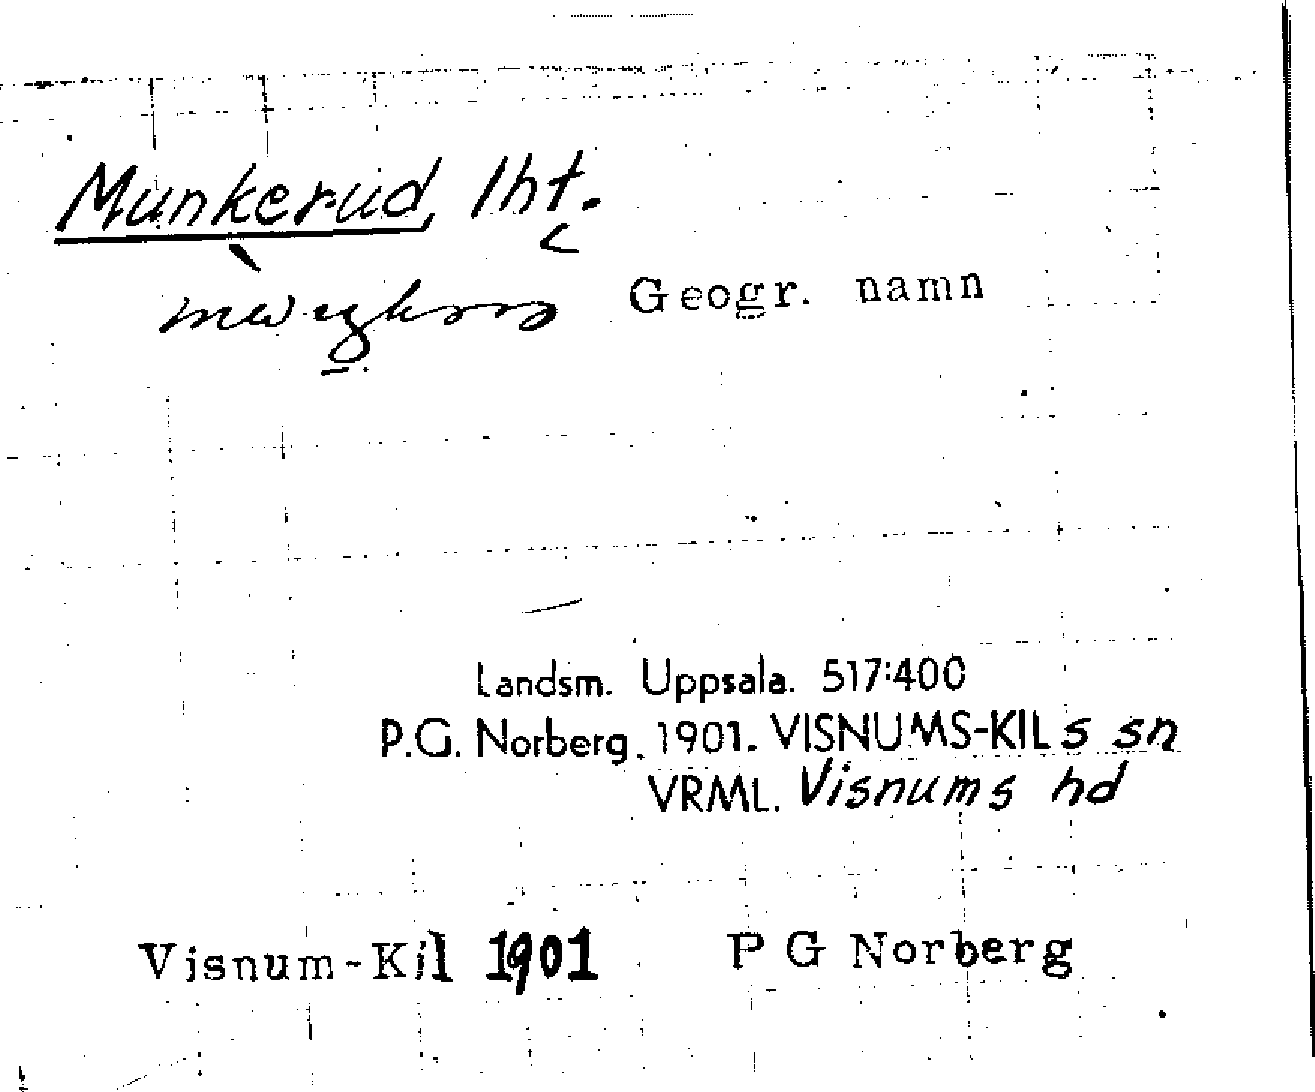 Munkerud, lht.
Geogr. namn
Landsm. Uppsala. 517:400
P.G. Norberg. 1901. VISNUMS-KILs sn
VRML. Visnums hd
Visnum-Kil 1901 P G Norberg